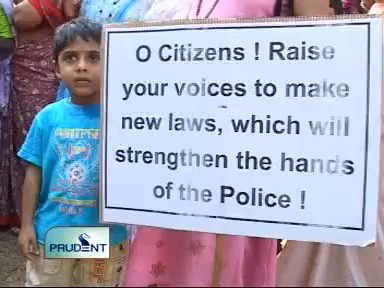 O Citizens ! Raise
your voices to make
new laws, which will
strengthen the hands
of the Police !
PRUDENT